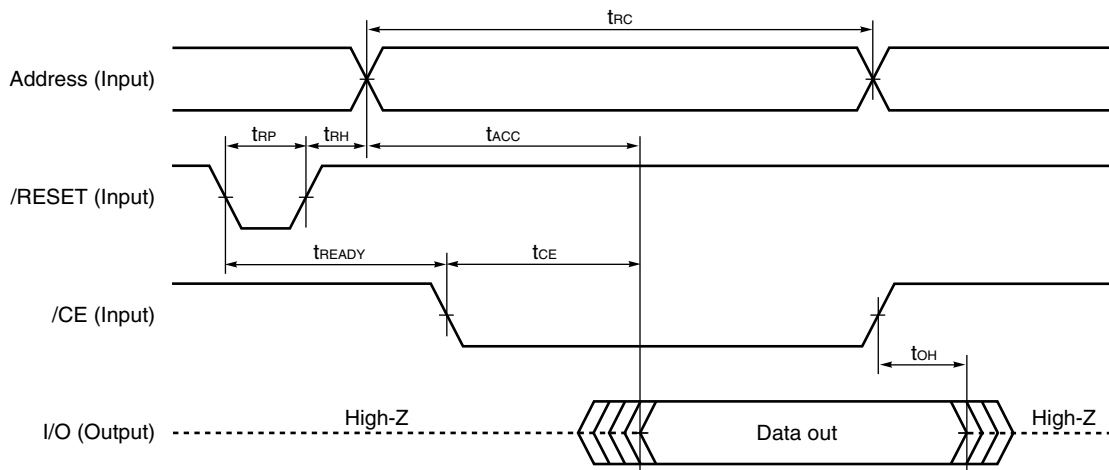 tRC
Address (Input)
tRP
tRH
tACC
/RESET (Input)
tREADY
tCE
/CE (Input)
tOH
High-Z
High-Z
I/O (Output)
Data out